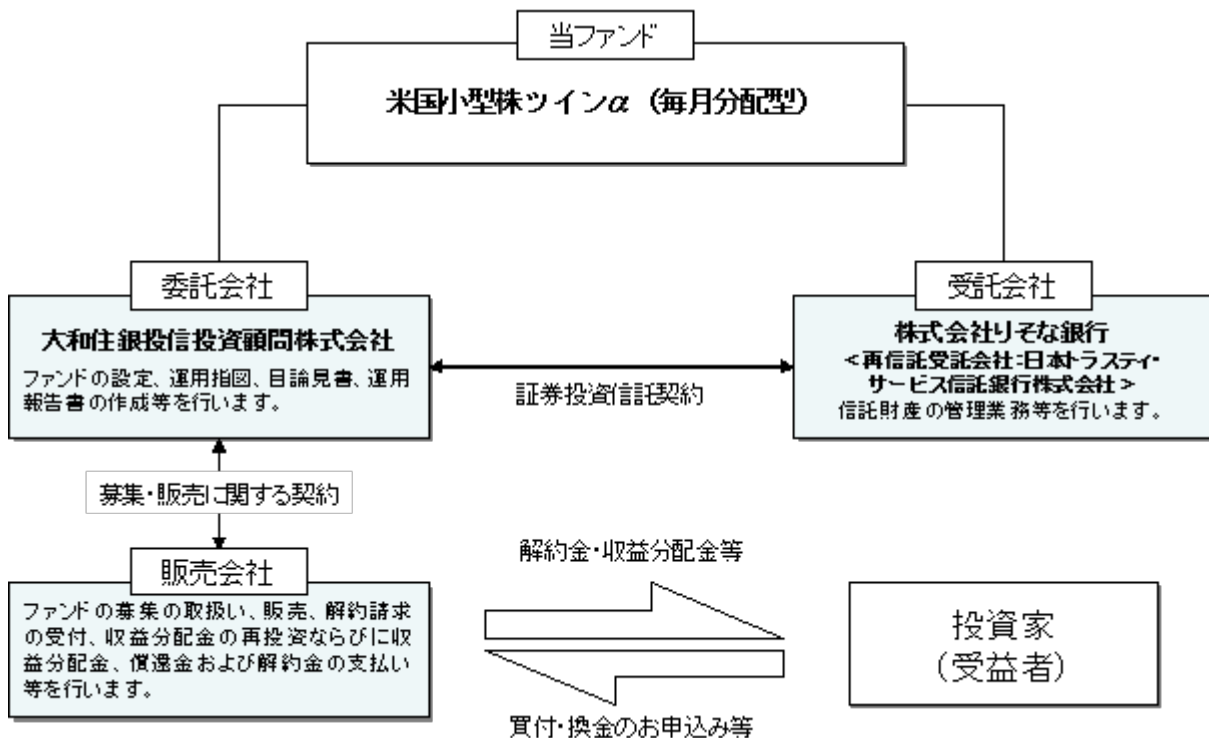 当ファンド
米国小型株ツインα（毎月分配型）
委託会社
大和住銀投信投資顧問株式会社
ファンドの設定、運用指図、目論見書、運用
報告書の作成等を行います。
証券投資信託契約
受託会社
株式会社りそな銀行
＜再信託受託会社：日本トラスティ・
サービス信託銀行株式会社＞
信託財産の管理業務等を行います。
募集・販売に関する契約
販売会社
ファンドの募集の取扱い、販売、解約請求
の受付、収益分配金の再投資ならびに収
益分配金、償還金および解約金の支払い
等を行います。
解約金・収益分配金等
買付・換金のお申込み等
投資家
（受益者）